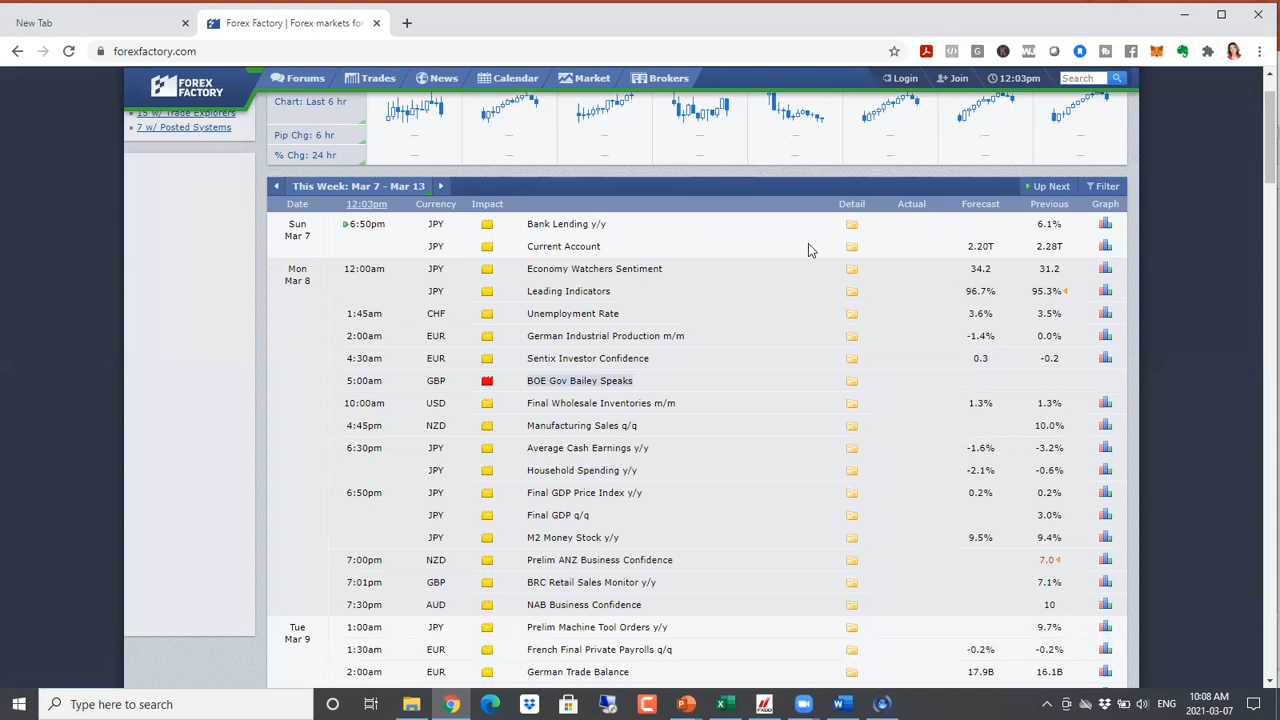 New Tab
Forex Factory | Forex markets for
forexfactory.com
FOREX FACTORY
Forums Trades News Calendar Market Brokers Login Join 12:03pm Search
15 w/ Trade Explorers
7 w/ Posted Systems
Chart: Last 6 hr
Pip Chg: 6 hr — — — — — — — —
% Chg: 24 hr — — — — — — — —
This Week: Mar 7 - Mar 13 Up Next Filter
Date 12:03pm Currency Impact Detail Actual Forecast Previous Graph
Sun Mar 7 6:50pm JPY Bank Lending y/y 6.1%
JPY Current Account 2.20T 2.28T
Mon Mar 8 12:00am JPY Economy Watchers Sentiment 34.2 31.2
JPY Leading Indicators 96.7% 95.3%
1:45am CHF Unemployment Rate 3.6% 3.5%
2:00am EUR German Industrial Production m/m -1.4% 0.0%
4:30am EUR Sentix Investor Confidence 0.3 -0.2
5:00am GBP BOE Gov Bailey Speaks
10:00am USD Final Wholesale Inventories m/m 1.3% 1.3%
4:45pm NZD Manufacturing Sales q/q 10.0%
6:30pm JPY Average Cash Earnings y/y -1.6% -3.2%
JPY Household Spending y/y -2.1% -0.6%
6:50pm JPY Final GDP Price Index y/y 0.2% 0.2%
JPY Final GDP q/q 3.0%
JPY M2 Money Stock y/y 9.5% 9.4%
7:00pm NZD Prelim ANZ Business Confidence 7.0
7:01pm GBP BRC Retail Sales Monitor y/y 7.1%
7:30pm AUD NAB Business Confidence 10
Tue Mar 9 1:00am JPY Prelim Machine Tool Orders y/y 9.7%
1:30am EUR French Final Private Payrolls q/q -0.2% -0.2%
2:00am EUR German Trade Balance 17.9B 16.1B
Type here to search
ENG
10:08 AM
2021-03-07